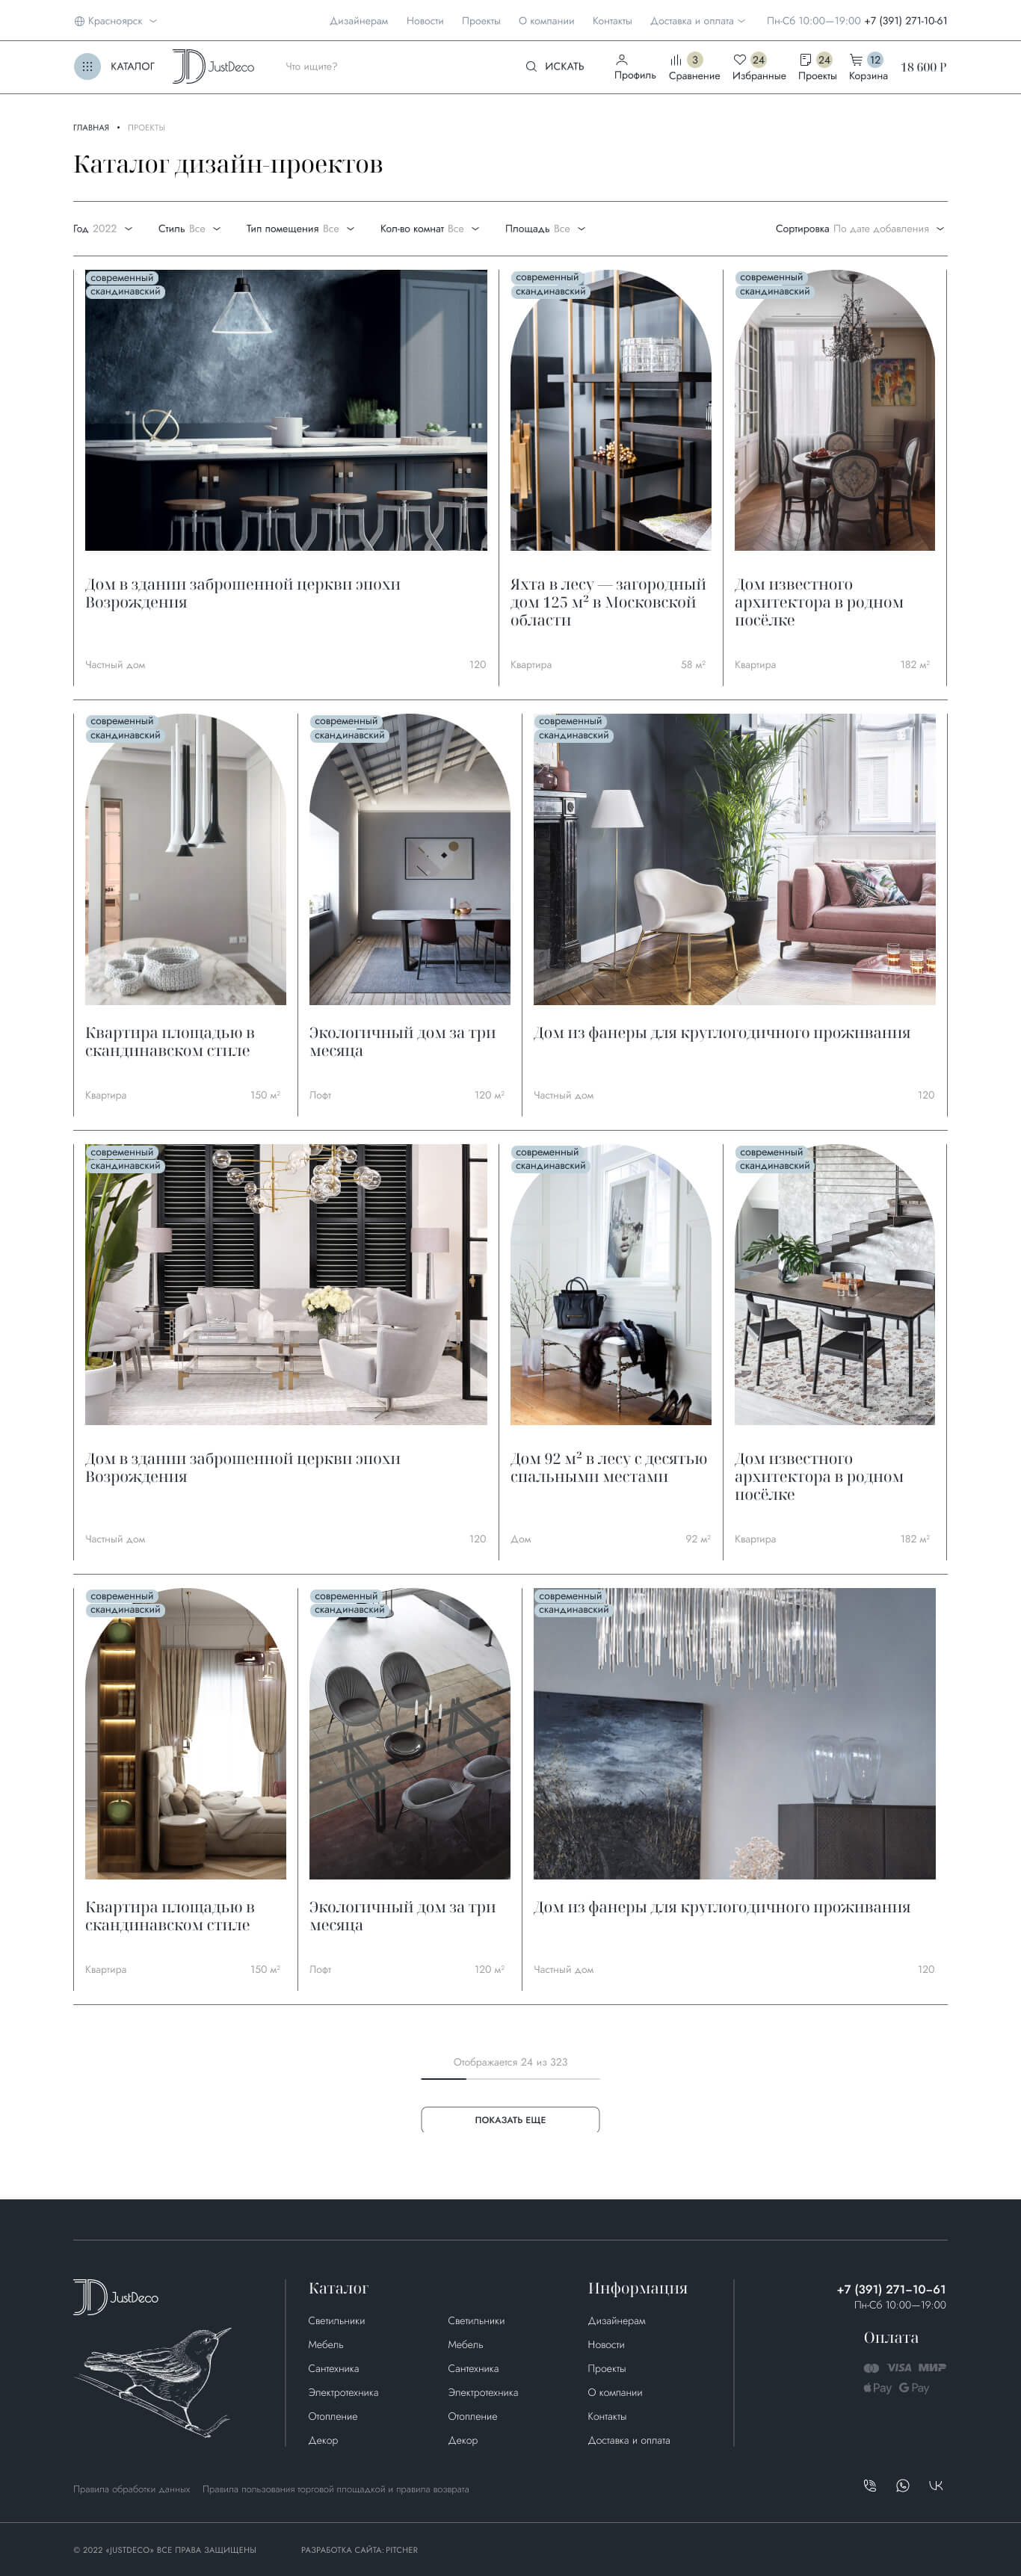 Красноярск
Дизайнерам Новости Проекты О компании Контакты Доставка и оплата
Пн-Сб 10:00—19:00 +7 (391) 271-10-61
КАТАЛОГ
JD JustDeco
Что ищите?
ИСКАТЬ
Профиль
3
Сравнение
24
Избранные
24
Проекты
12
Корзина
18 600 Р
ГЛАВНАЯ • ПРОЕКТЫ
Каталог дизайн-проектов
Год 2022 Стиль Все Тип помещения Все Кол-во комнат Все Площадь Все Сортировка По дате добавления
современный
скандинавский
Дом в здании заброшенной церкви эпохи
Возрождения
Частный дом 120
современный
скандинавский
Яхта в лесу — загородный
дом 125 м² в Московской
области
Квартира 58 м²
современный
скандинавский
Дом известного
архитектора в родном
посёлке
Квартира 182 м²
современный
скандинавский
Квартира площадью в
скандинавском стиле
Квартира 150 м²
современный
скандинавский
Экологичный дом за три
месяца
Лофт 120 м²
современный
скандинавский
Дом из фанеры для круглогодичного проживания
Частный дом 120
современный
скандинавский
Дом в здании заброшенной церкви эпохи
Возрождения
Частный дом 120
современный
скандинавский
Дом 92 м² в лесу с десятью
спальными местами
Дом 92 м²
современный
скандинавский
Дом известного
архитектора в родном
посёлке
Квартира 182 м²
современный
скандинавский
Квартира площадью в
скандинавском стиле
Квартира 150 м²
современный
скандинавский
Экологичный дом за три
месяца
Лофт 120 м²
современный
скандинавский
Дом из фанеры для круглогодичного проживания
Частный дом 120
Отображается 24 из 323
ПОКАЗАТЬ ЕЩЕ
JD JustDeco
Каталог
Светильники
Мебель
Сантехника
Электротехника
Отопление
Декор
Светильники
Мебель
Сантехника
Электротехника
Отопление
Декор
Информация
Дизайнерам
Новости
Проекты
О компании
Контакты
Доставка и оплата
+7 (391) 271–10–61
Пн-Сб 10:00—19:00
Оплата
VISA МИР
Pay G Pay
Правила обработки данных Правила пользования торговой площадкой и правила возврата
VK
© 2022 «JUSTDECO» ВСЕ ПРАВА ЗАЩИЩЕНЫ РАЗРАБОТКА САЙТА: PITCHER